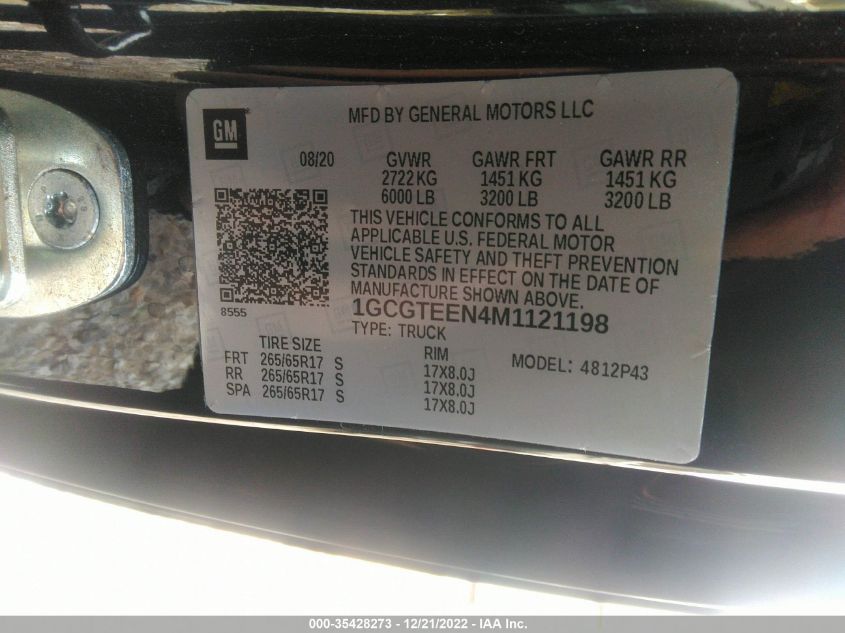 GM
MFD BY GENERAL MOTORS LLC
08/20 GVWR GAWR FRT GAWR RR
2722 KG 1451 KG 1451 KG
6000 LB 3200 LB 3200 LB
THIS VEHICLE CONFORMS TO ALL
APPLICABLE U.S. FEDERAL MOTOR
VEHICLE SAFETY AND THEFT PREVENTION
STANDARDS IN EFFECT ON THE DATE OF
MANUFACTURE SHOWN ABOVE.
8555
1GCGTEEN4M1121198
TYPE: TRUCK
TIRE SIZE RIM MODEL: 4812P43
FRT 265/65R17 S 17X8.0J
RR 265/65R17 S 17X8.0J
SPA 265/65R17 S 17X8.0J
000-35428273 - 12/21/2022 - IAA Inc.